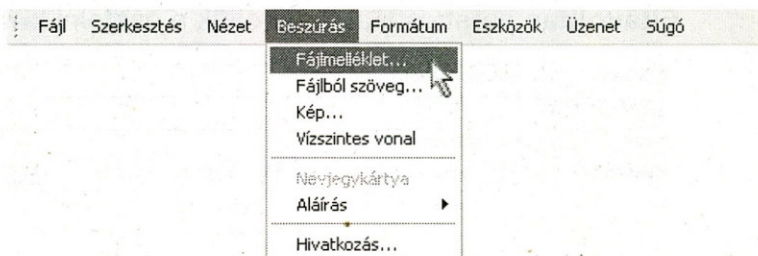 Fájl Szerkesztés Nézet Beszúrás Formátum Eszközök Üzenet Súgó
Fájlmelléklet...
Fájlból szöveg...
Kép...
Vízszintes vonal
Névjegykártya
Aláírás
Hivatkozás...